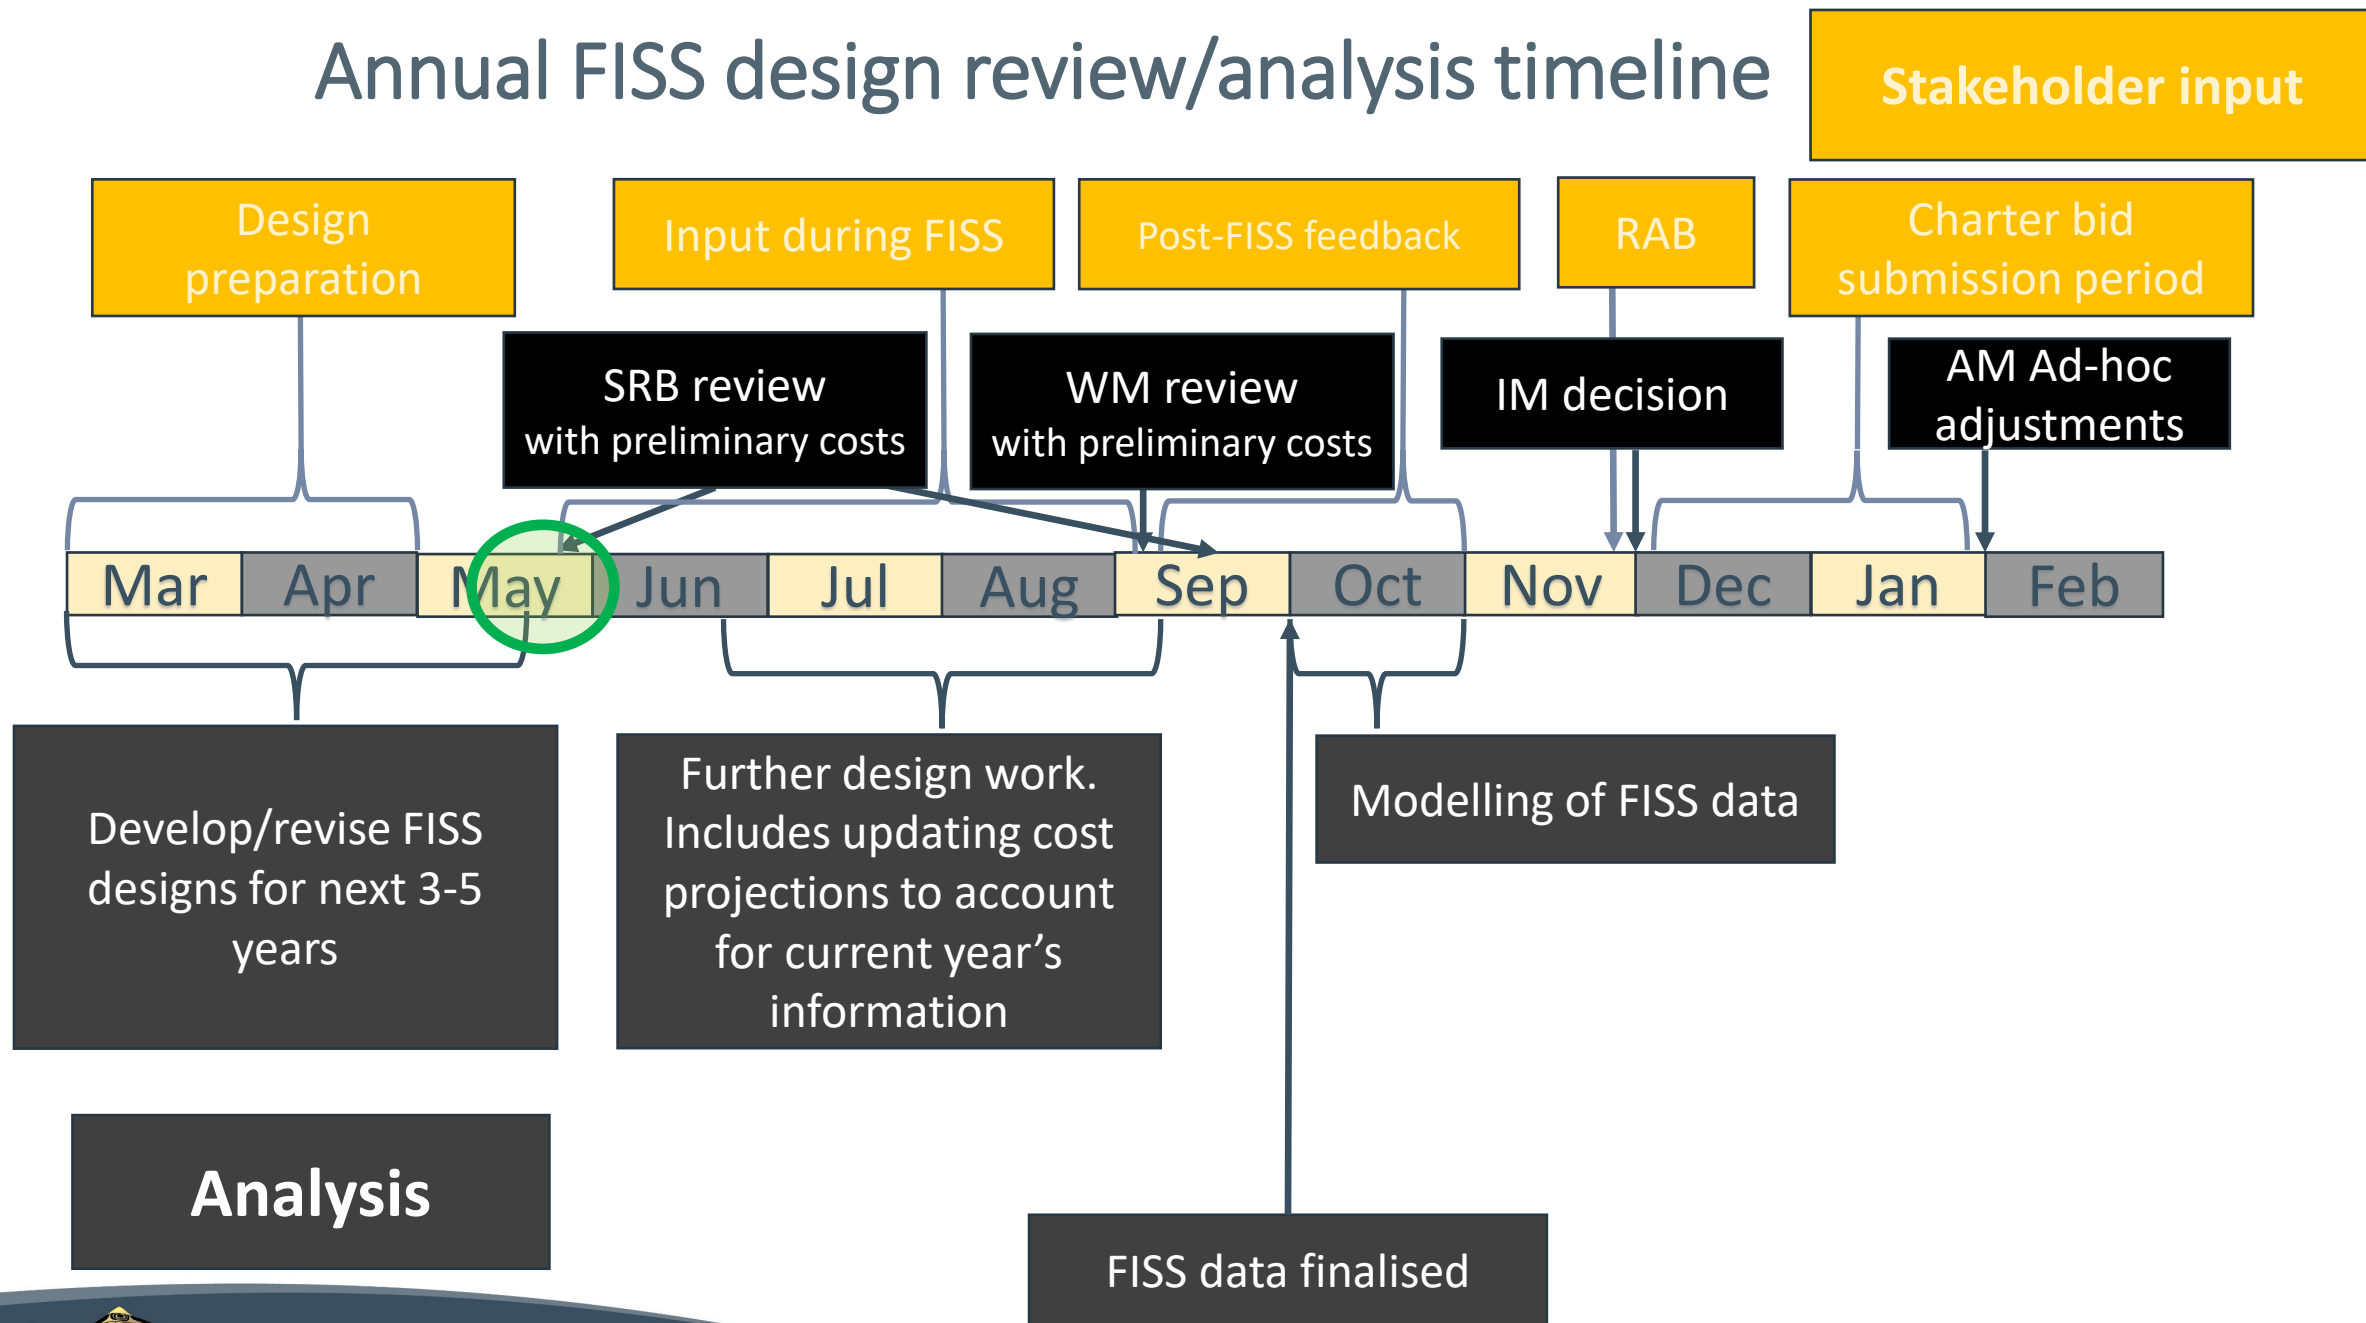 Annual FISS design review/analysis timeline
Stakeholder input
Design
preparation
Input during FISS
Post-FISS feedback
RAB
Charter bid
submission period
SRB review
with preliminary costs
WM review
with preliminary costs
IM decision
AM Ad-hoc
adjustments
Mar
Apr
May
Jun
Jul
Aug
Sep
Oct
Nov
Dec
Jan
Feb
Develop/revise FISS
designs for next 3-5
years
Further design work.
Includes updating cost
projections to account
for current year’s
information
Modelling of FISS data
Analysis
FISS data finalised